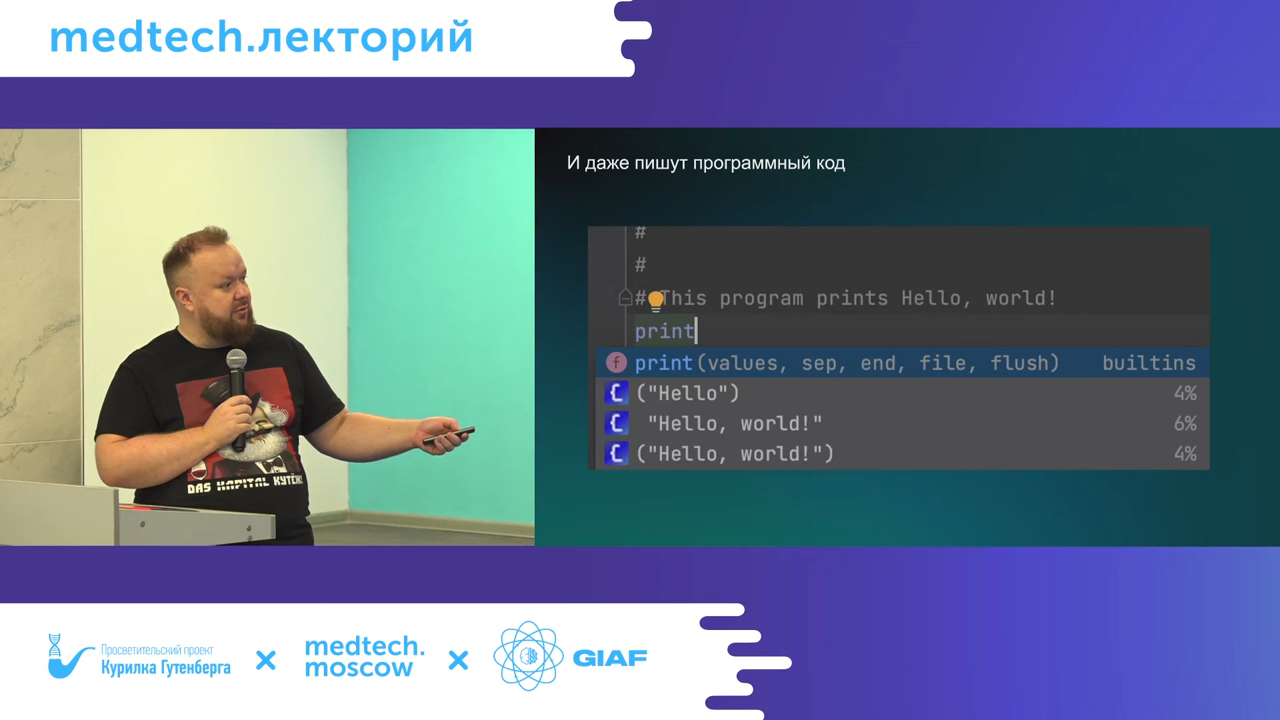 medtech.лекторий
И даже пишут программный код
#
#
# This program prints Hello, world!
print
f print(values, sep, end, file, flush) builtins
("Hello") 4%
"Hello, world!" 6%
("Hello, world!") 4%
DAS KAPITAL КУТЁЖ!
Просветительский проект
Курилка Гутенберга
medtech.
moscow
GIAF